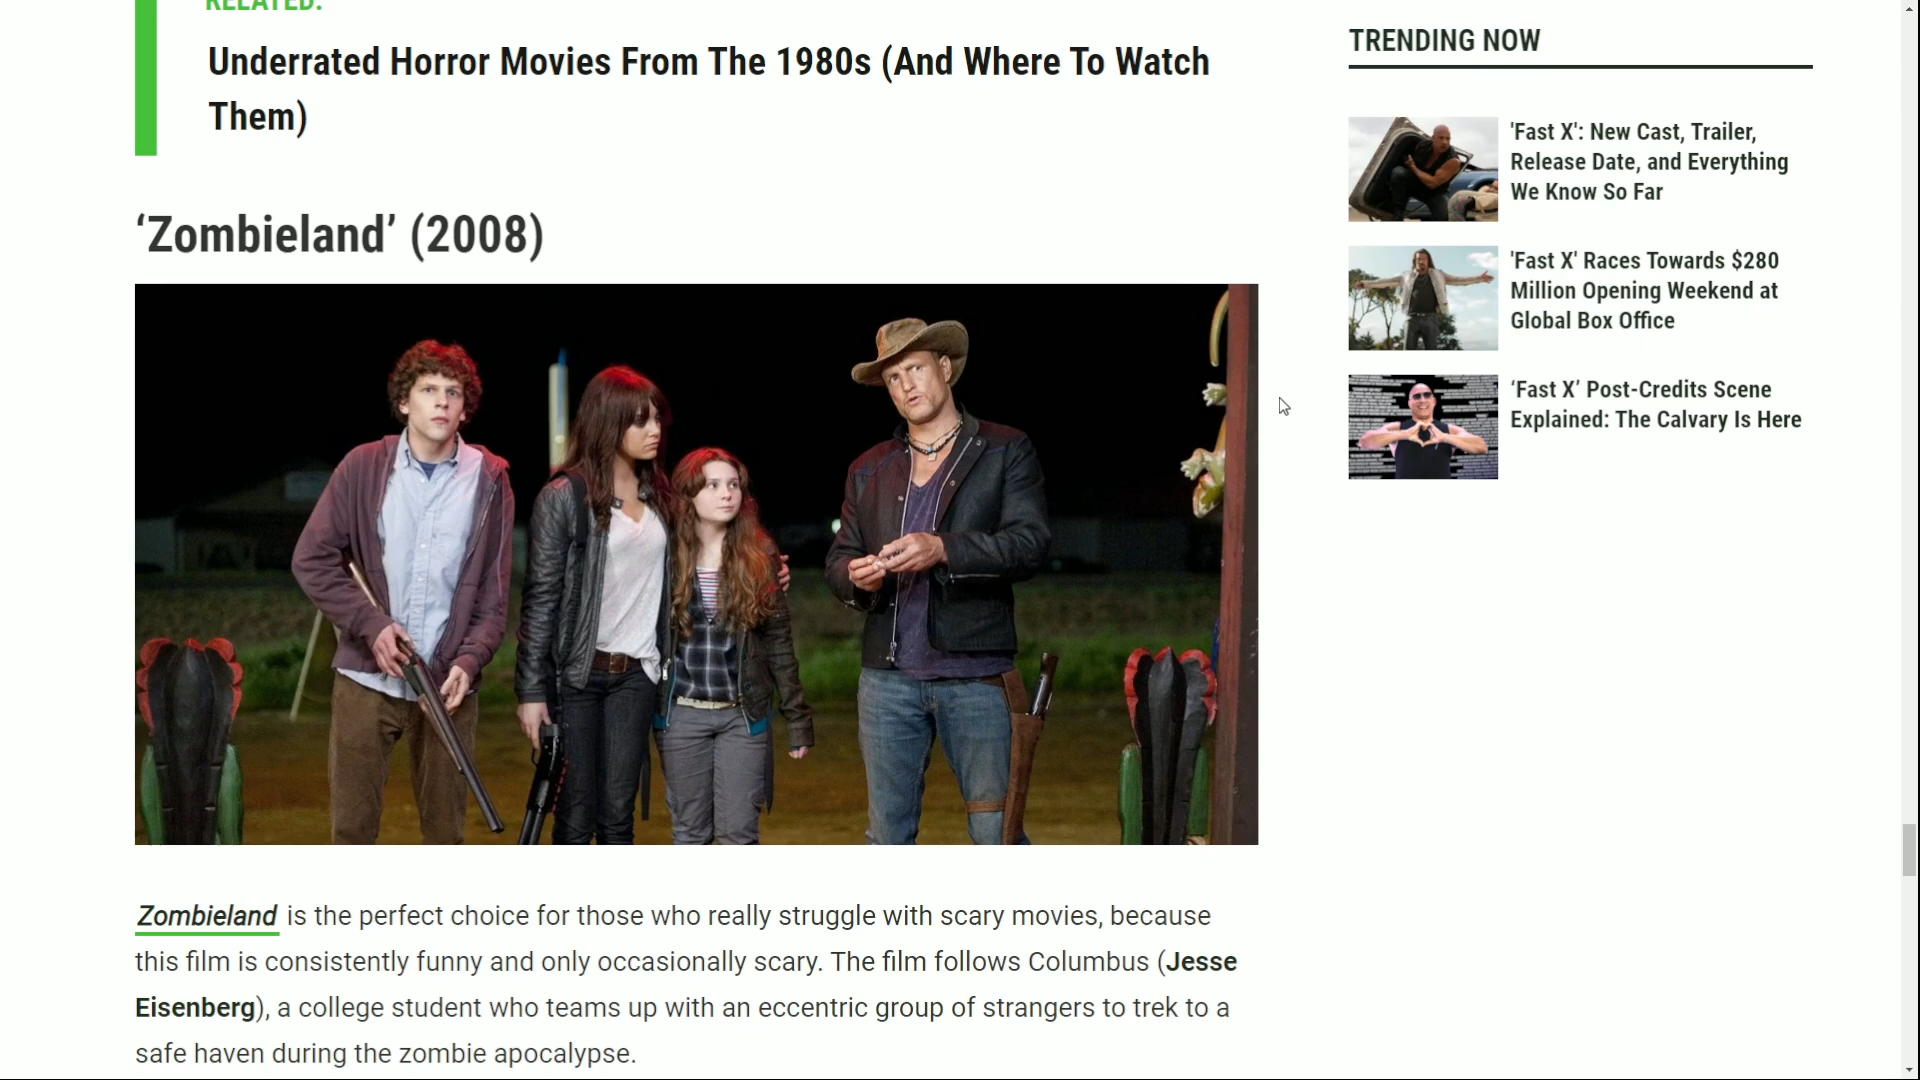 RELATED:
Underrated Horror Movies From The 1980s (And Where To Watch
Them)
‘Zombieland’ (2008)
Zombieland is the perfect choice for those who really struggle with scary movies, because
this film is consistently funny and only occasionally scary. The film follows Columbus (Jesse
Eisenberg), a college student who teams up with an eccentric group of strangers to trek to a
safe haven during the zombie apocalypse.
TRENDING NOW
'Fast X': New Cast, Trailer,
Release Date, and Everything
We Know So Far
'Fast X' Races Towards $280
Million Opening Weekend at
Global Box Office
‘Fast X’ Post-Credits Scene
Explained: The Calvary Is Here